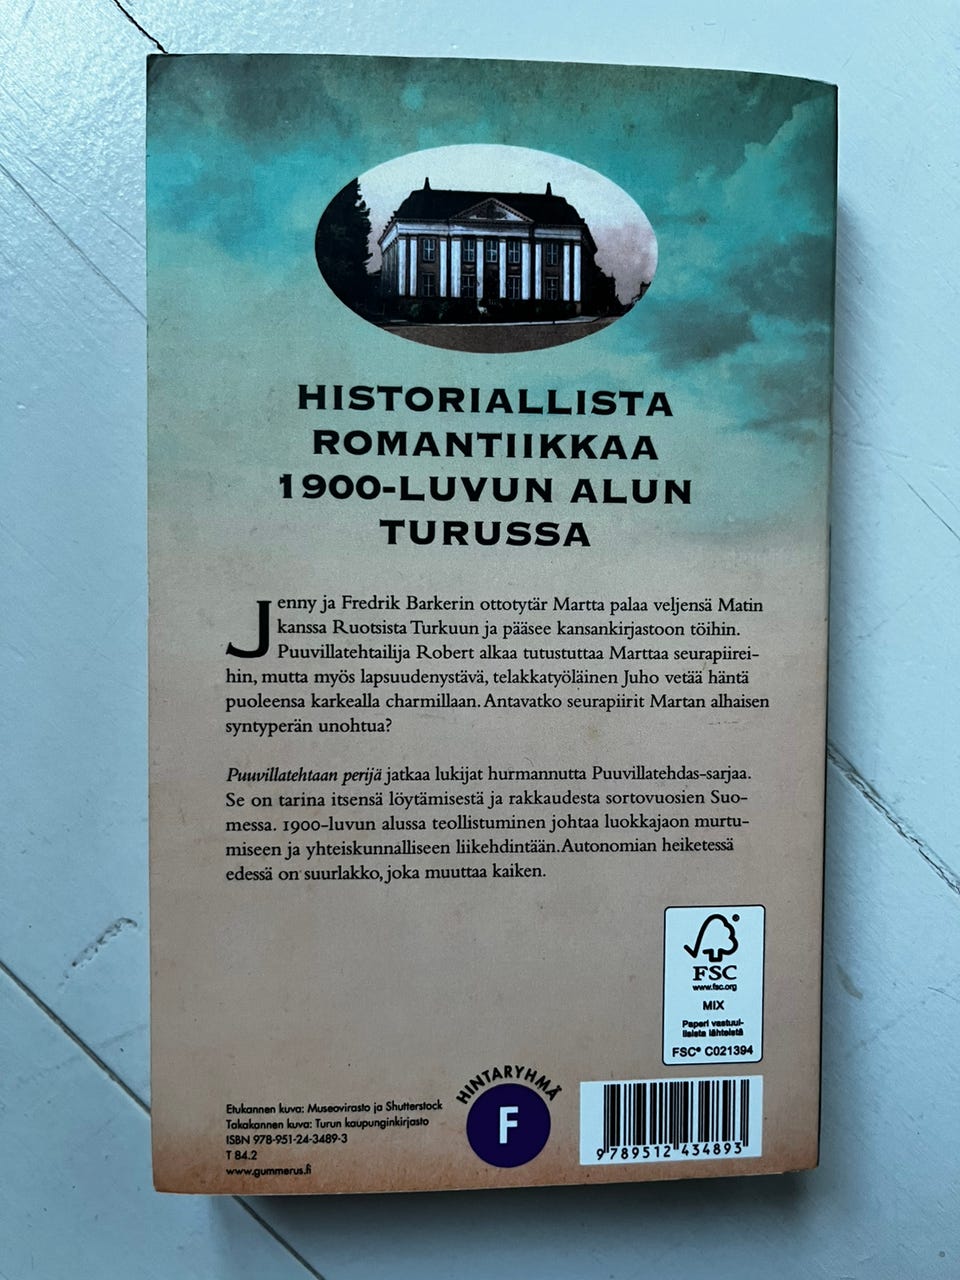 HISTORIALLISTA
ROMANTIIKKAA
1900-LUVUN ALUN
TURUSSA
Jenny ja Fredrik Barkerin ottotytär Martta palaa veljensä Matin
kanssa Ruotsista Turkuun ja pääsee kansankirjastoon töihin.
Puuvillatehtailija Robert alkaa tutustuttaa Marttaa seurapiirei-
hin, mutta myös lapsuudenystävä, telakkatyöläinen Juho vetää häntä
puoleensa karkealla charmillaan. Antavatko seurapiirit Martan alhaisen
syntyperän unohtua?
Puuvillatehtaan perijä jatkaa lukijat hurmannutta Puuvillatehdas-sarjaa.
Se on tarina itsensä löytämisestä ja rakkaudesta sortovuosien Suo-
messa. 1900-luvun alussa teollistuminen johtaa luokkajaon murtu-
miseen ja yhteiskunnalliseen liikehdintään. Autonomian heiketessä
edessä on suurlakko, joka muuttaa kaiken.
FSC®
www.fsc.org
MIX
Paperi vastuul-
lisista lähteistä
FSC® C021394
Etukannen kuva: Museovirasto ja Shutterstock
Takakannen kuva: Turun kaupunginkirjasto
ISBN 978-951-24-3489-3
T 84.2
www.gummerus.fi
HINTARYHMÄ
F
9 789512 434893